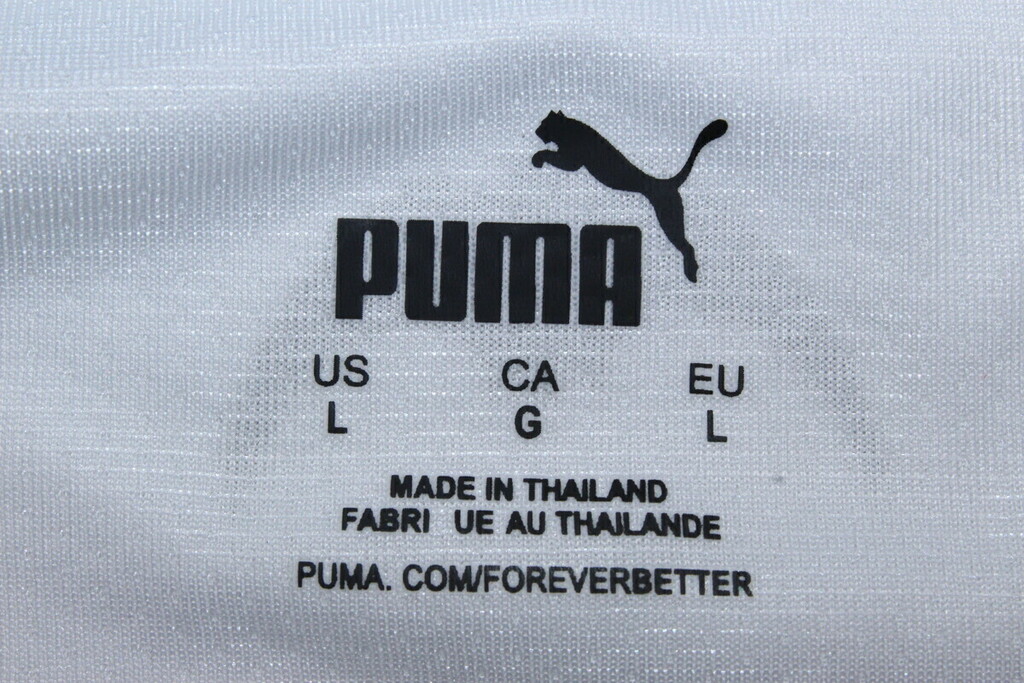 PUMA
US CA EU
L G L
MADE IN THAILAND
FABRI UE AU THAILANDE
PUMA. COM/FOREVERBETTER